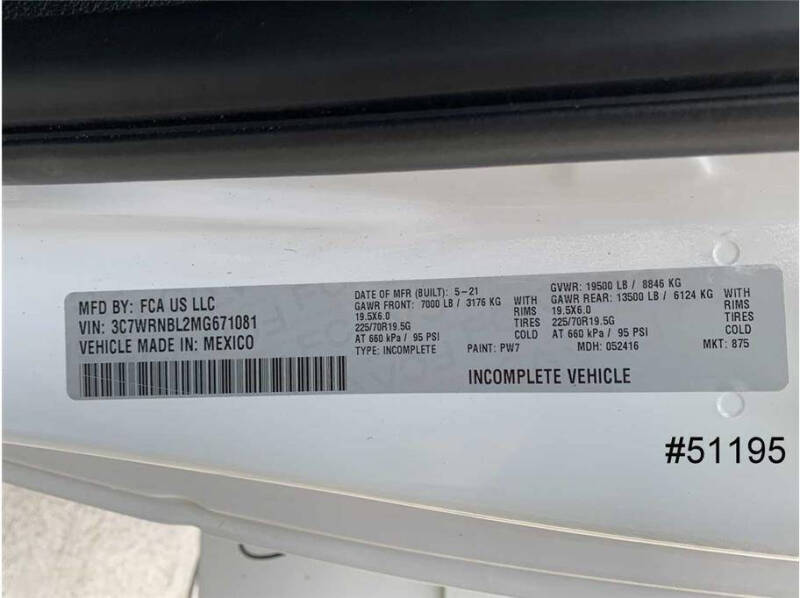 MFD BY: FCA US LLC
VIN: 3C7WRNBL2MG671081
VEHICLE MADE IN: MEXICO
DATE OF MFR (BUILT): 5-21
GAWR FRONT: 7000 LB / 3176 KG WITH
19.5X6.0 RIMS
225/70R19.5G TIRES
AT 660 kPa / 95 PSI COLD
TYPE: INCOMPLETE
GVWR: 19500 LB / 8846 KG
GAWR REAR: 13500 LB / 6124 KG WITH
19.5X6.0 RIMS
225/70R19.5G TIRES
AT 660 kPa / 95 PSI COLD
PAINT: PW7 MDH: 052416 MKT: 875
INCOMPLETE VEHICLE
#51195